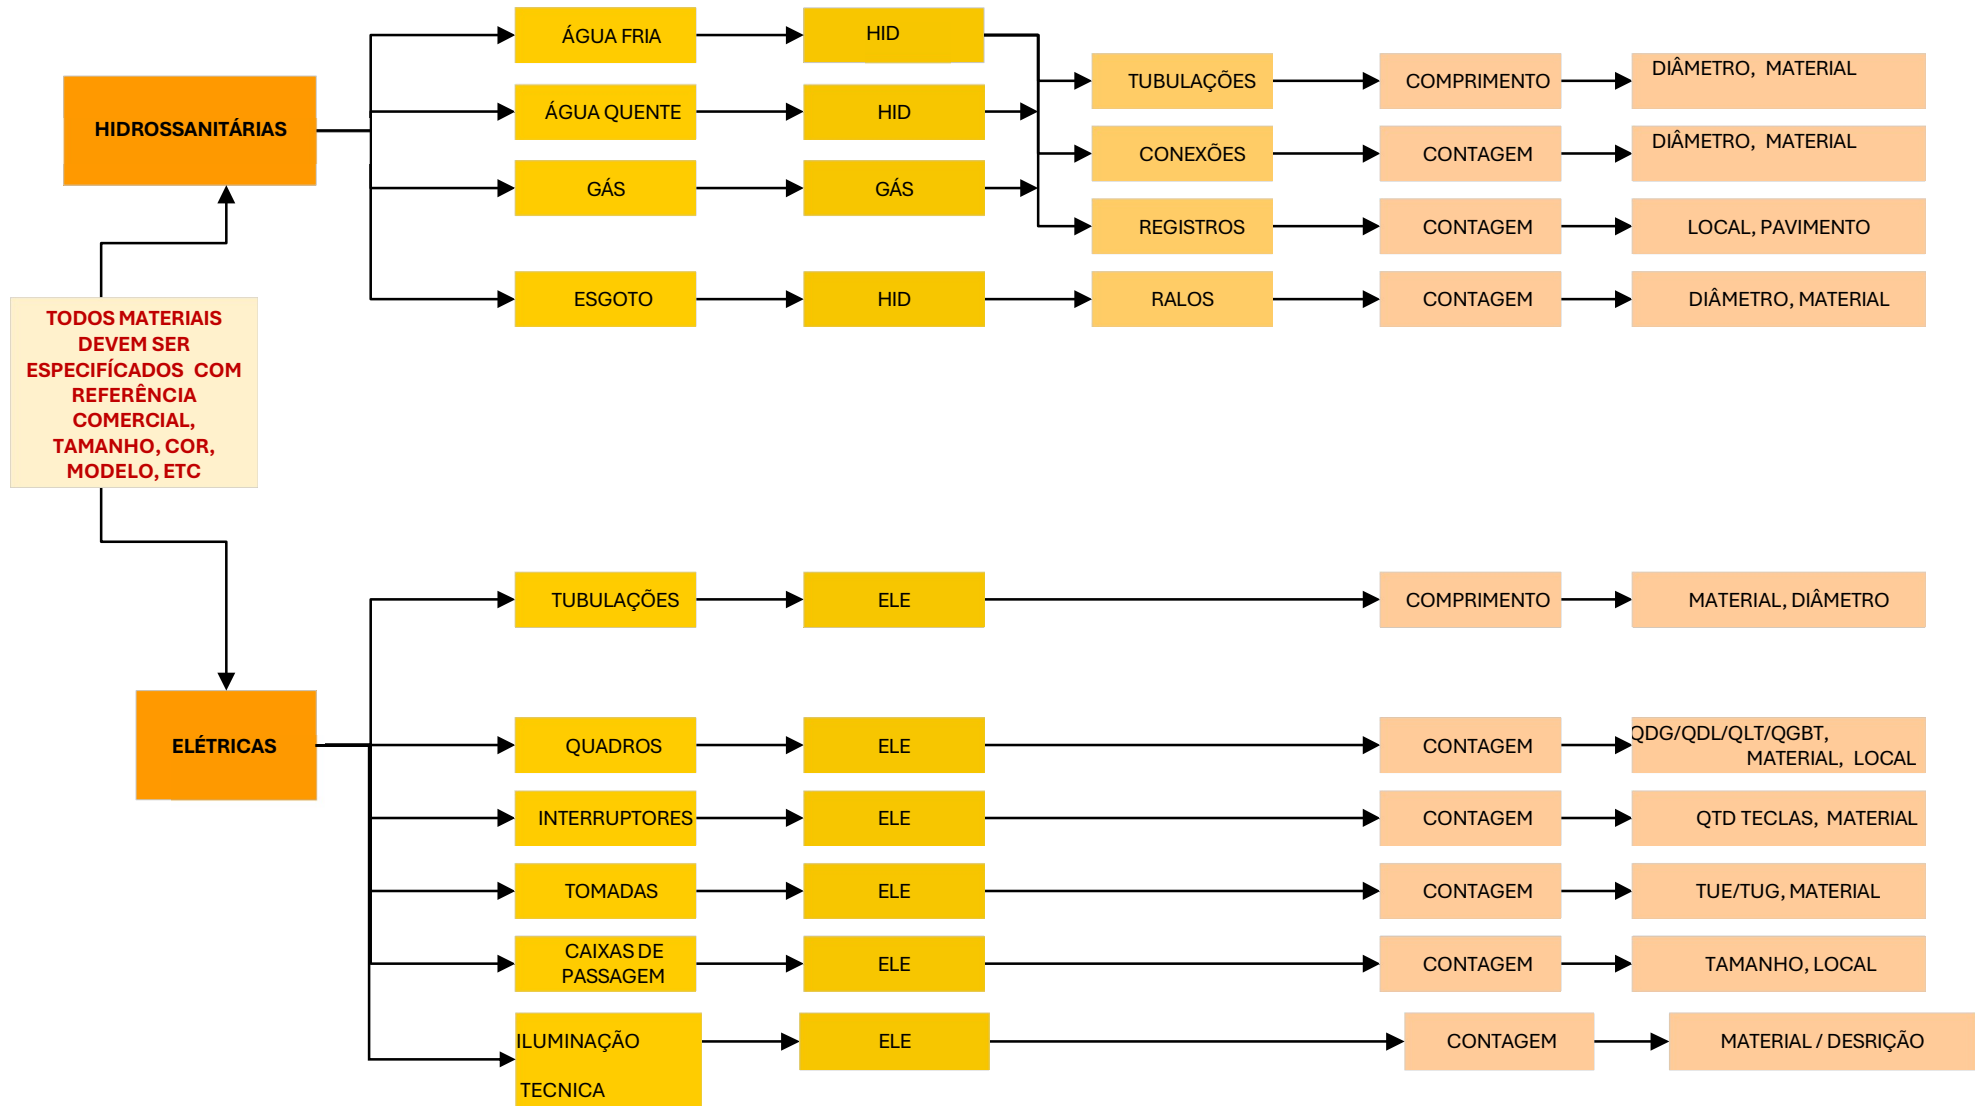 ÁGUA FRIA
HID
TUBULAÇÕES
COMPRIMENTO
DIÂMETRO, MATERIAL
HIDROSSANITÁRIAS
ÁGUA QUENTE
HID
CONEXÕES
CONTAGEM
DIÂMETRO, MATERIAL
GÁS
GÁS
REGISTROS
CONTAGEM
LOCAL, PAVIMENTO
ESGOTO
HID
RALOS
CONTAGEM
DIÂMETRO, MATERIAL
TODOS MATERIAIS
DEVEM SER
ESPECIFÍCADOS COM
REFERÊNCIA
COMERCIAL,
TAMANHO, COR,
MODELO, ETC
TUBULAÇÕES
ELE
COMPRIMENTO
MATERIAL, DIÂMETRO
ELÉTRICAS
QUADROS
ELE
CONTAGEM
QDG/QDL/QLT/QGBT,
MATERIAL, LOCAL
INTERRUPTORES
ELE
CONTAGEM
QTD TECLAS, MATERIAL
TOMADAS
ELE
CONTAGEM
TUE/TUG, MATERIAL
CAIXAS DE
PASSAGEM
ELE
CONTAGEM
TAMANHO, LOCAL
ILUMINAÇÃO
TECNICA
ELE
CONTAGEM
MATERIAL / DESRIÇÃO